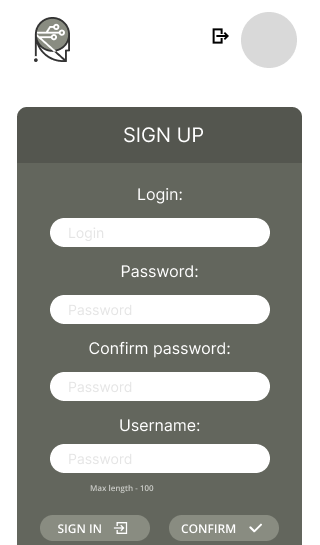 SIGN UP
Login:
Login
Password:
Password
Confirm password:
Password
Username:
Password
Max length - 100
SIGN IN
CONFIRM